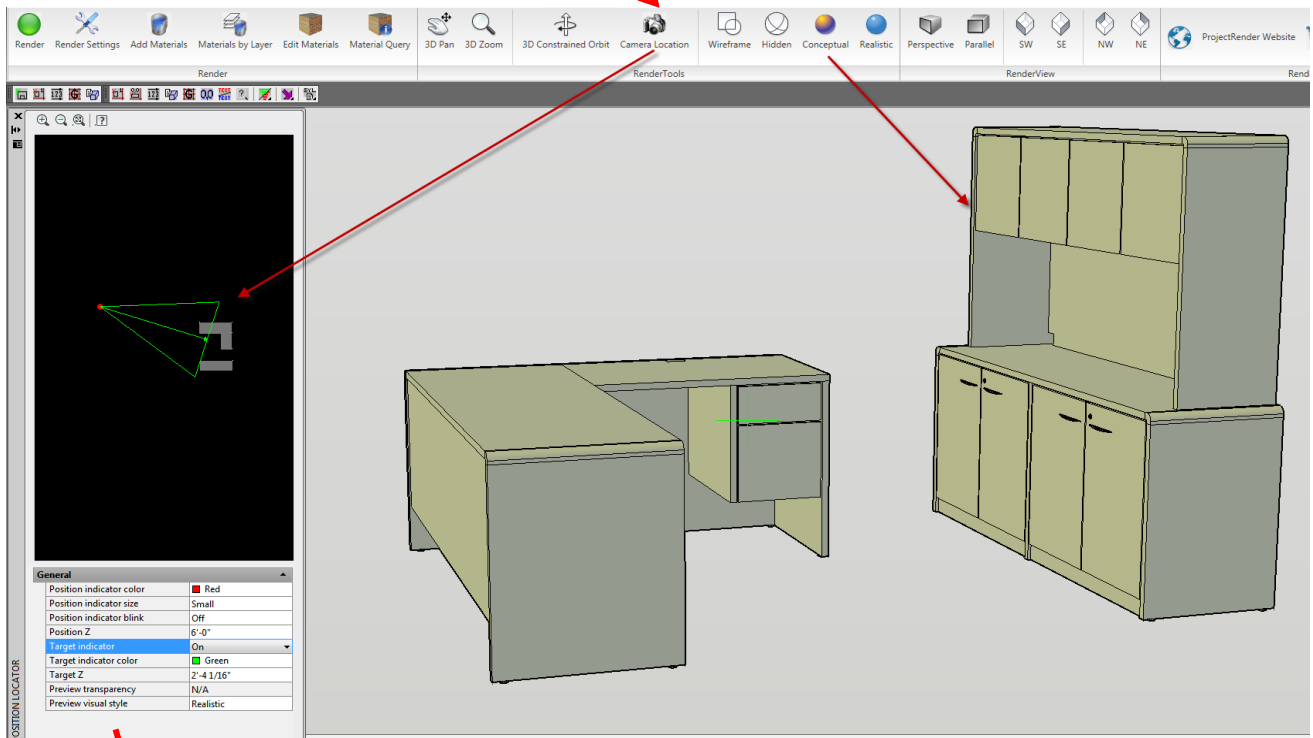 Render Render Settings Add Materials Materials by Layer Edit Materials Material Query 3D Pan 3D Zoom 3D Constrained Orbit Camera Location Wireframe Hidden Conceptual Realistic Perspective Parallel SW SE NW NE ProjectRender Website
Render RenderTools RenderView Rend
General
Position indicator color Red
Position indicator size Small
Position indicator blink Off
Position Z 6'-0"
Target indicator On
Target indicator color Green
Target Z 2'-4 1/16"
Preview transparency N/A
Preview visual style Realistic
OSITION LOCATOR